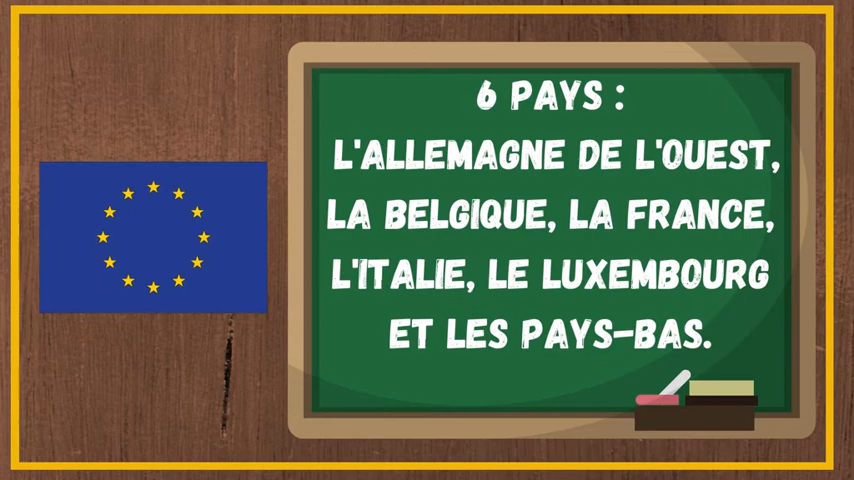 6 PAYS :
L'ALLEMAGNE DE L'OUEST,
LA BELGIQUE, LA FRANCE,
L'ITALIE, LE LUXEMBOURG
ET LES PAYS-BAS.